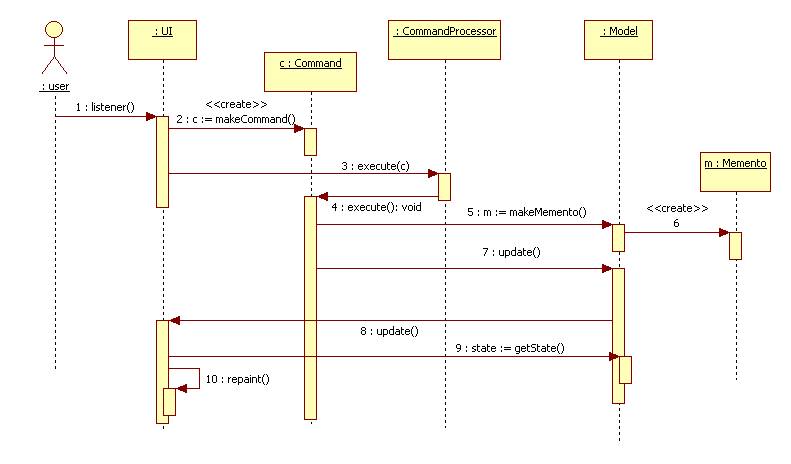 : UI
: CommandProcessor
: Model
c : Command
: user
1 : listener()
<<create>>
2 : c := makeCommand()
3 : execute(c)
m : Memento
4 : execute(): void
5 : m := makeMemento()
<<create>>
6
7 : update()
8 : update()
9 : state := getState()
10 : repaint()